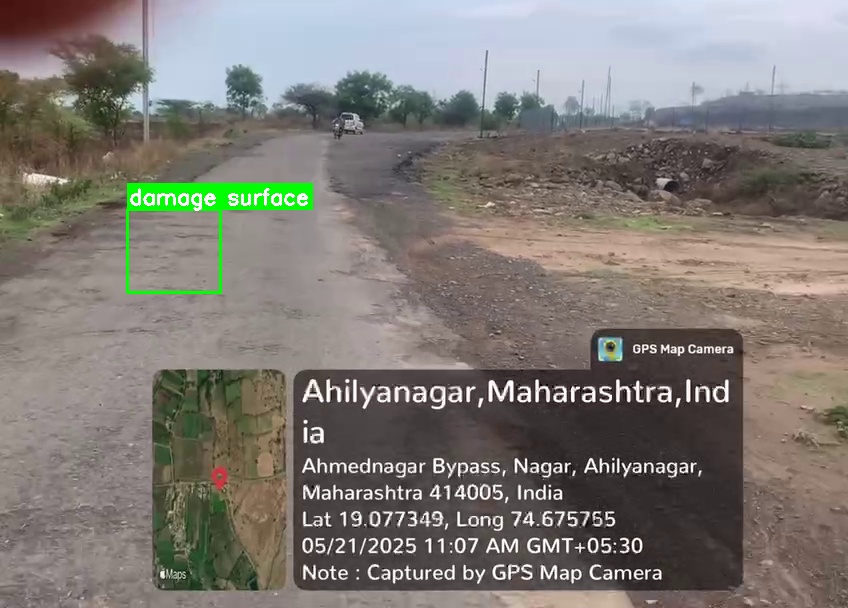 damage surface
GPS Map Camera
Ahilyanagar,Maharashtra,Ind
ia
Ahmednagar Bypass, Nagar, Ahilyanagar,
Maharashtra 414005, India
Lat 19.077349, Long 74.675765
05/21/2025 11:07 AM GMT+05:30
Note : Captured by GPS Map Camera
Maps